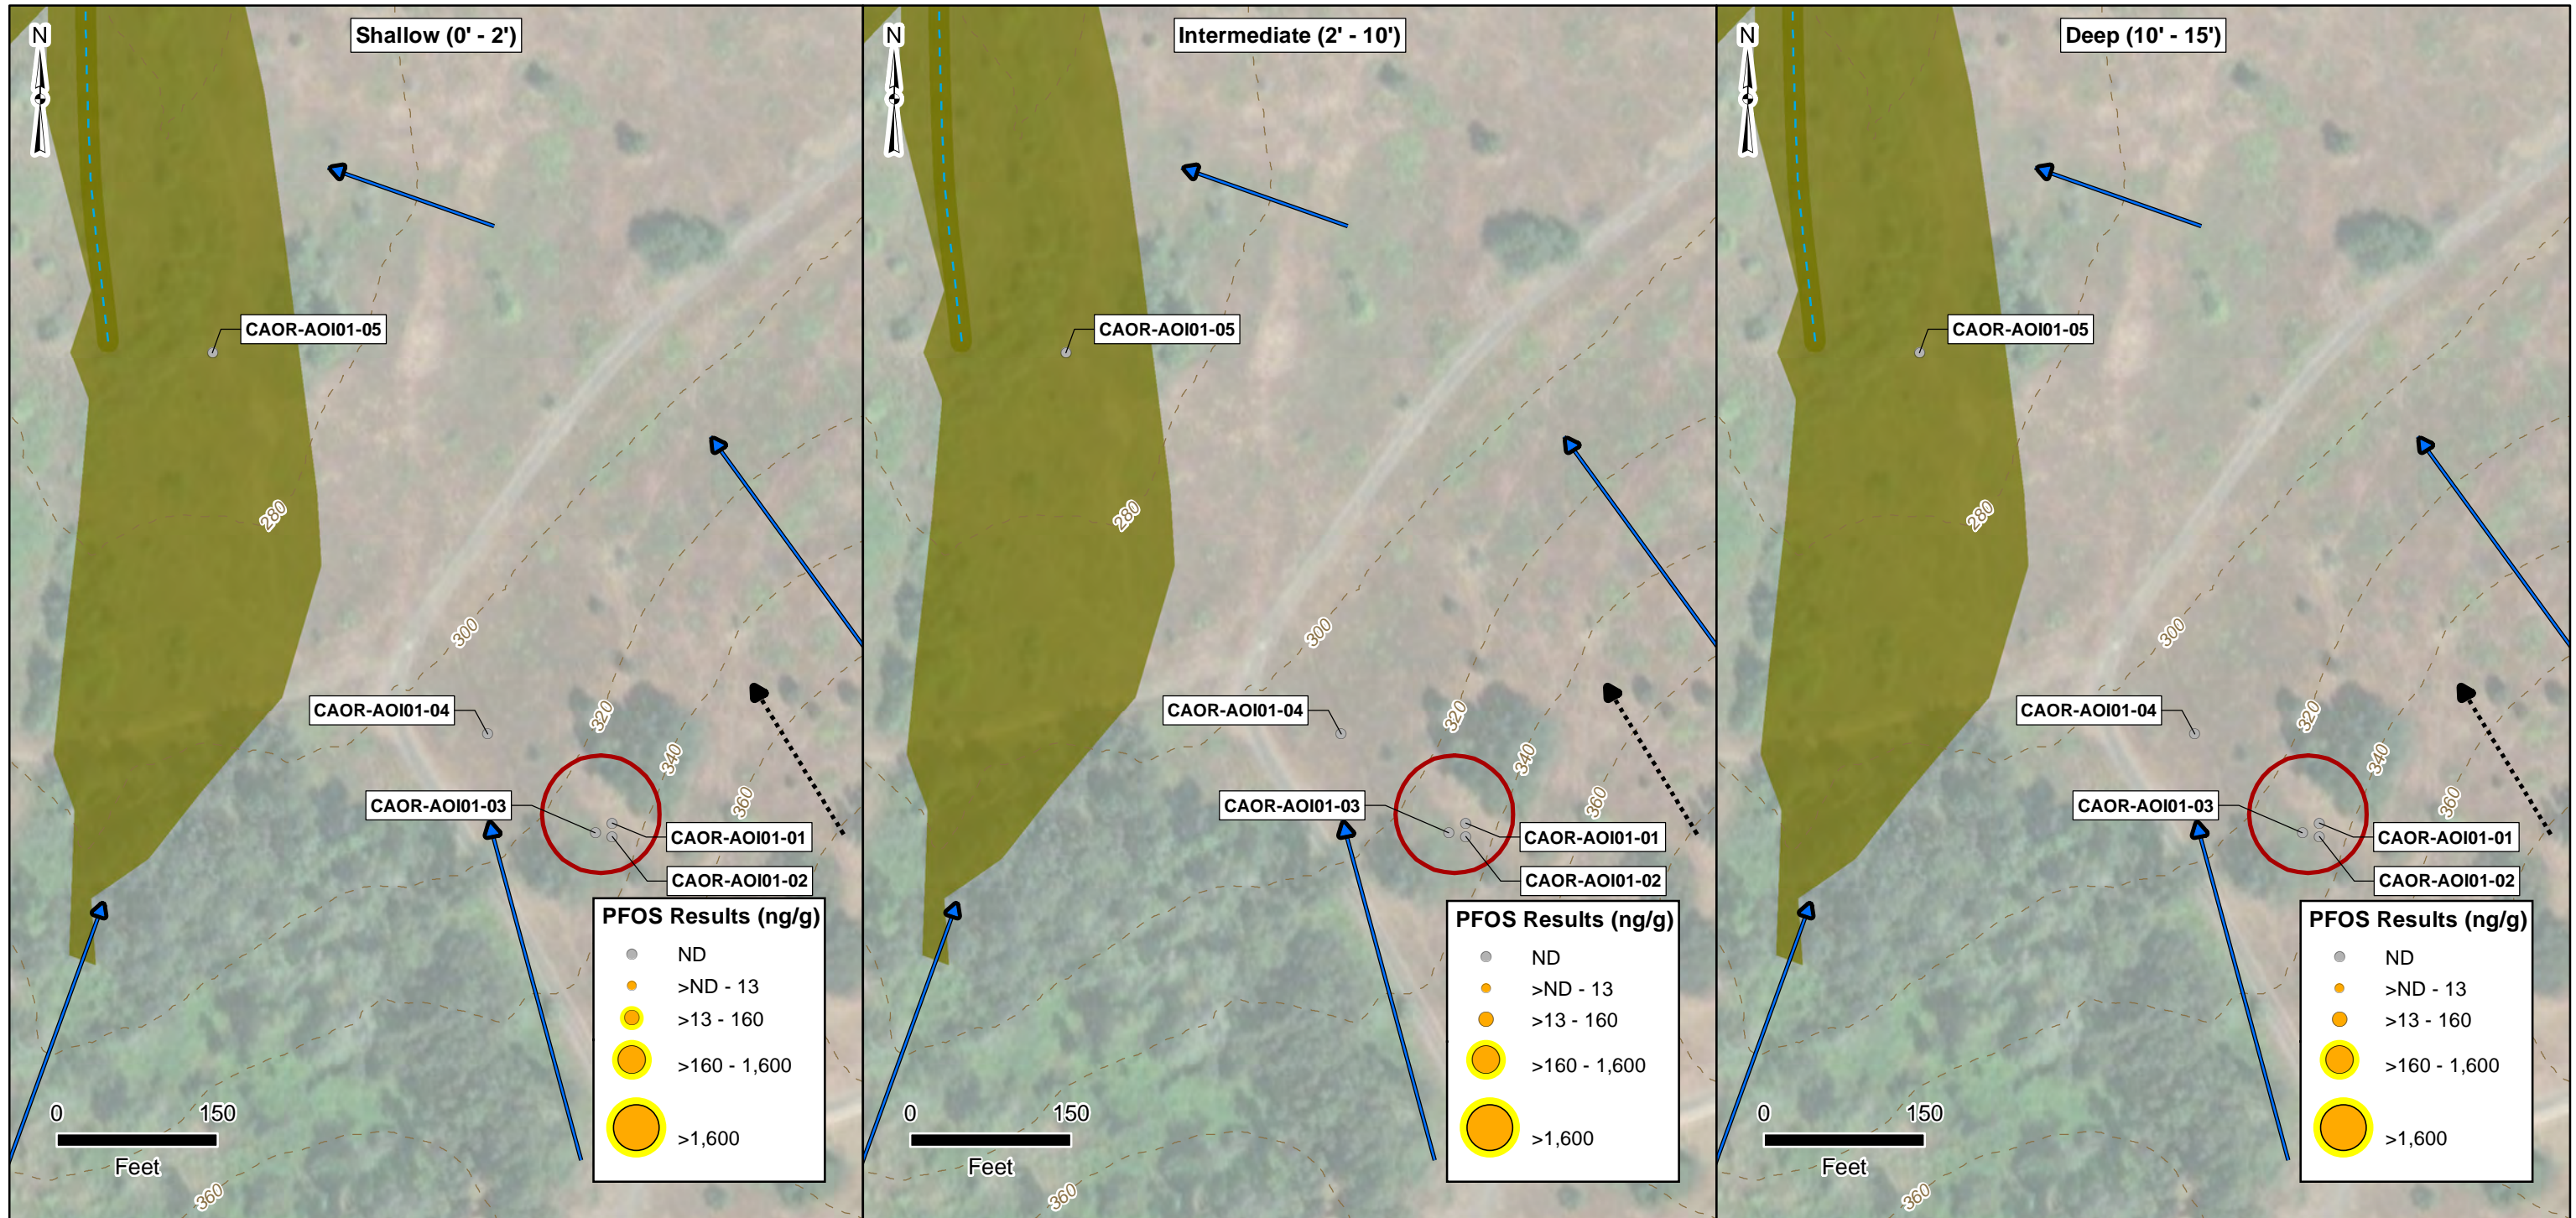 Shallow (0' - 2')
N
CAOR-AOI01-05
280
300
320
340
360
CAOR-AOI01-04
CAOR-AOI01-03
CAOR-AOI01-01
CAOR-AOI01-02
PFOS Results (ng/g)
ND
>ND - 13
>13 - 160
>160 - 1,600
>1,600
0 150
Feet
360
Intermediate (2' - 10')
N
CAOR-AOI01-05
280
300
320
340
360
CAOR-AOI01-04
CAOR-AOI01-03
CAOR-AOI01-01
CAOR-AOI01-02
PFOS Results (ng/g)
ND
>ND - 13
>13 - 160
>160 - 1,600
>1,600
0 150
Feet
360
Deep (10' - 15')
N
CAOR-AOI01-05
280
300
320
340
360
CAOR-AOI01-04
CAOR-AOI01-03
CAOR-AOI01-01
CAOR-AOI01-02
PFOS Results (ng/g)
ND
>ND - 13
>13 - 160
>160 - 1,600
>1,600
0 150
Feet
360